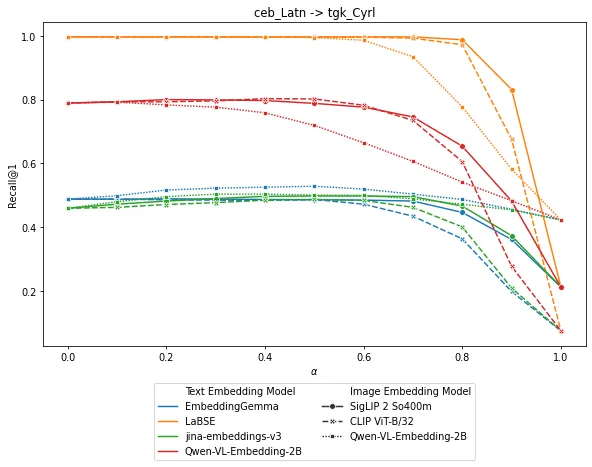 ceb_Latn -> tgk_Cyrl
Recall@1
1.0
0.8
0.6
0.4
0.2
0.0 0.2 0.4 0.6 0.8 1.0
α
Text Embedding Model
EmbeddingGemma
LaBSE
jina-embeddings-v3
Qwen-VL-Embedding-2B
Image Embedding Model
SigLIP 2 So400m
CLIP ViT-B/32
Qwen-VL-Embedding-2B